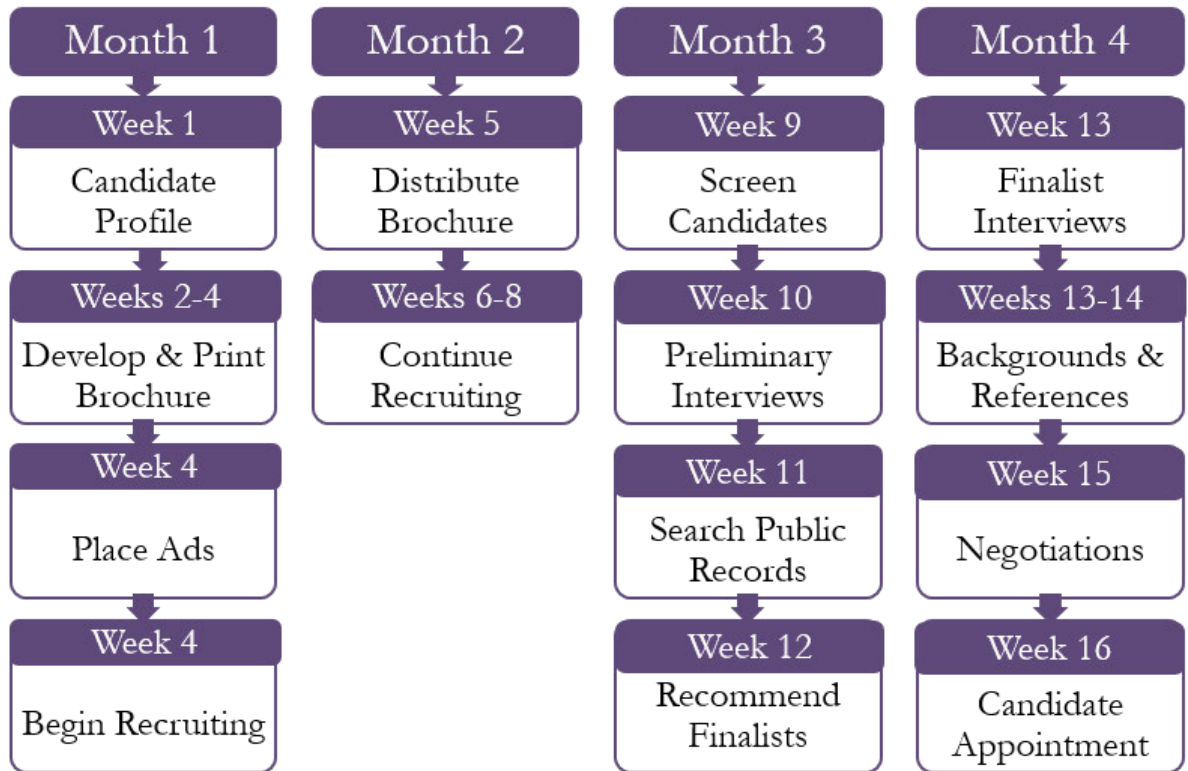 Month 1
Week 1
Candidate
Profile
Weeks 2-4
Develop & Print
Brochure
Week 4
Place Ads
Week 4
Begin Recruiting
Month 2
Week 5
Distribute
Brochure
Weeks 6-8
Continue
Recruiting
Month 3
Week 9
Screen
Candidates
Week 10
Preliminary
Interviews
Week 11
Search Public
Records
Week 12
Recommend
Finalists
Month 4
Week 13
Finalist
Interviews
Weeks 13-14
Backgrounds &
References
Week 15
Negotiations
Week 16
Candidate
Appointment